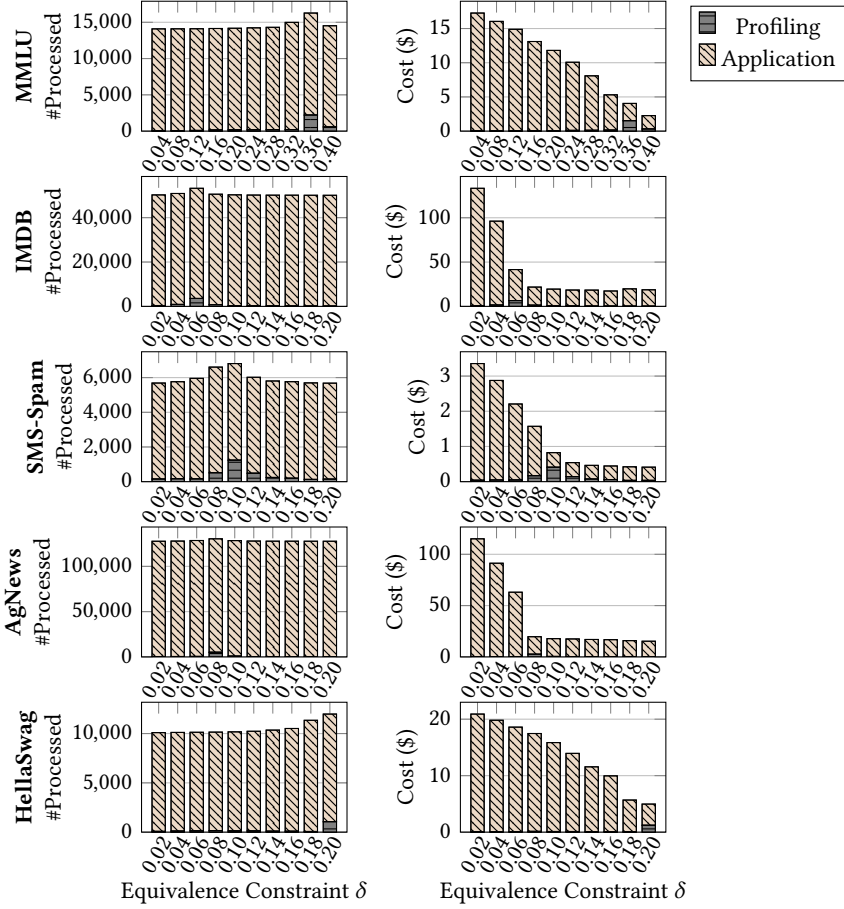 Profiling
Application
MMLU
#Processed
15,000
10,000
5,000
0
0.04 0.08 0.12 0.16 0.20 0.24 0.28 0.32 0.36 0.40
Cost ($)
15
10
5
0
0.04 0.08 0.12 0.16 0.20 0.24 0.28 0.32 0.36 0.40
IMDB
#Processed
40,000
20,000
0
0.02 0.04 0.06 0.08 0.10 0.12 0.14 0.16 0.18 0.20
Cost ($)
100
50
0
0.02 0.04 0.06 0.08 0.10 0.12 0.14 0.16 0.18 0.20
SMS-Spam
#Processed
6,000
4,000
2,000
0
0.02 0.04 0.06 0.08 0.10 0.12 0.14 0.16 0.18 0.20
Cost ($)
3
2
1
0
0.02 0.04 0.06 0.08 0.10 0.12 0.14 0.16 0.18 0.20
AgNews
#Processed
100,000
50,000
0
0.02 0.04 0.06 0.08 0.10 0.12 0.14 0.16 0.18 0.20
Cost ($)
100
50
0
0.02 0.04 0.06 0.08 0.10 0.12 0.14 0.16 0.18 0.20
HellaSwag
#Processed
10,000
5,000
0
0.02 0.04 0.06 0.08 0.10 0.12 0.14 0.16 0.18 0.20
Equivalence Constraint δ
Cost ($)
20
10
0
0.02 0.04 0.06 0.08 0.10 0.12 0.14 0.16 0.18 0.20
Equivalence Constraint δ